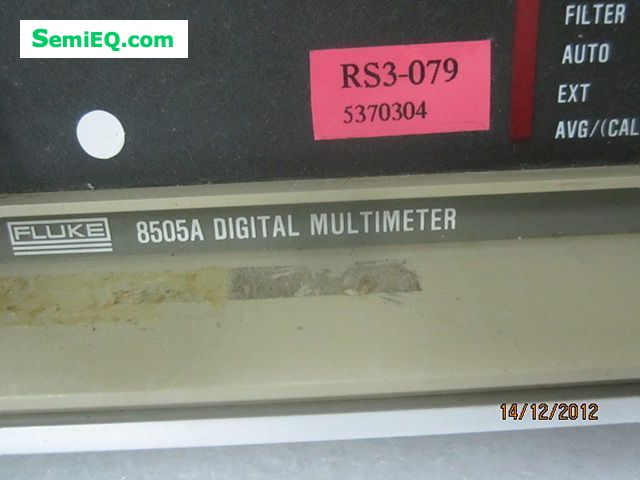 SemiEQ.com
FILTER
AUTO
EXT
AVG/(CAL
RS3-079
5370304
FLUKE
8505A DIGITAL MULTIMETER
14/12/2012